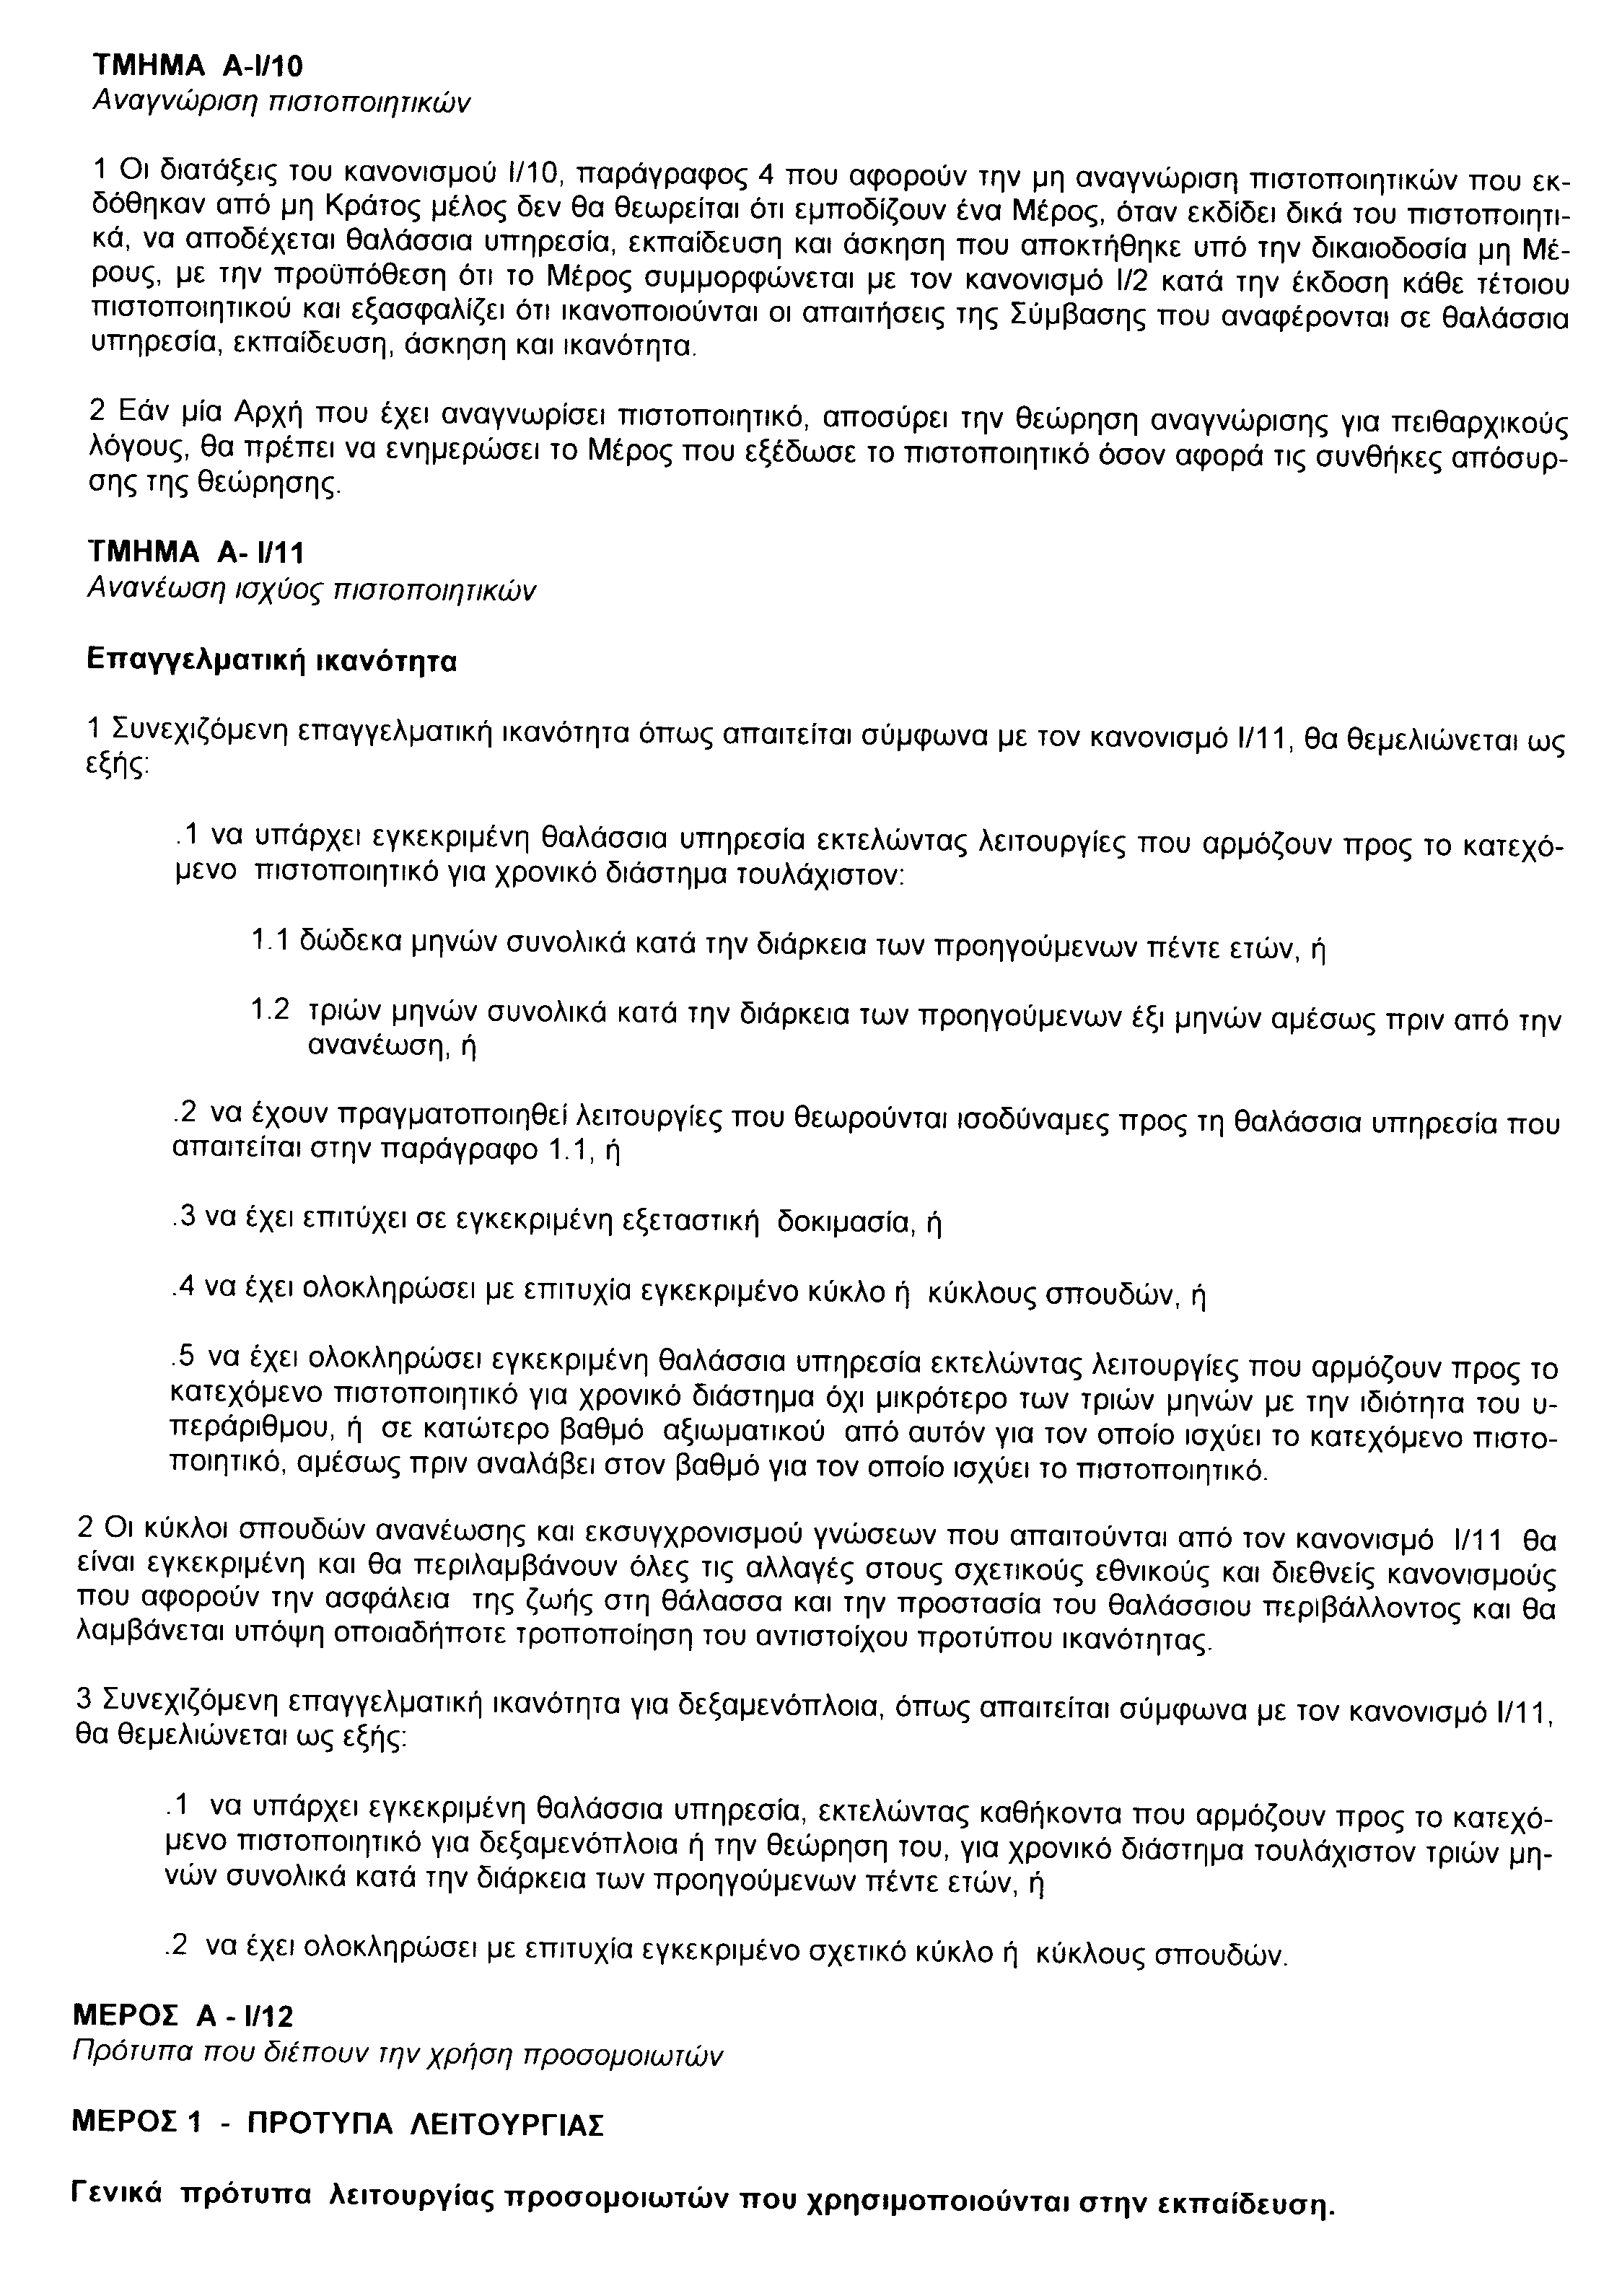 ΤΜΗΜΑ Α-Ι/10
Αναγνώριση πιστοποιητικών
1 Οι διατάξεις του κανονισμού Ι/10, παράγραφος 4 που αφορούν την μη αναγνώριση πιστοποιητικών που εκ-
δόθηκαν από μη Κράτος μέλος δεν θα θεωρείται ότι εμποδίζουν ένα Μέρος, όταν εκδίδει δικά του πιστοποιητι-
κά, να αποδέχεται θαλάσσια υπηρεσία, εκπαίδευση και άσκηση που αποκτήθηκε υπό την δικαιοδοσία μη Μέ-
ρους, με την προϋπόθεση ότι το Μέρος συμμορφώνεται με τον κανονισμό Ι/2 κατά την έκδοση κάθε τέτοιου
πιστοποιητικού και εξασφαλίζει ότι ικανοποιούνται οι απαιτήσεις της Σύμβασης που αναφέρονται σε θαλάσσια
υπηρεσία, εκπαίδευση, άσκηση και ικανότητα.
2 Εάν μία Αρχή που έχει αναγνωρίσει πιστοποιητικό, αποσύρει την θεώρηση αναγνώρισης για πειθαρχικούς
λόγους, θα πρέπει να ενημερώσει το Μέρος που εξέδωσε το πιστοποιητικό όσον αφορά τις συνθήκες απόσυρ-
σης της θεώρησης.
ΤΜΗΜΑ Α- Ι/11
Ανανέωση ισχύος πιστοποιητικών
Επαγγελματική ικανότητα
1 Συνεχιζόμενη επαγγελματική ικανότητα όπως απαιτείται σύμφωνα με τον κανονισμό Ι/11, θα θεμελιώνεται ως
εξής:
.1 να υπάρχει εγκεκριμένη θαλάσσια υπηρεσία εκτελώντας λειτουργίες που αρμόζουν προς το κατεχό-
μενο πιστοποιητικό για χρονικό διάστημα τουλάχιστον:
1.1 δώδεκα μηνών συνολικά κατά την διάρκεια των προηγούμενων πέντε ετών, ή
1.2 τριών μηνών συνολικά κατά την διάρκεια των προηγούμενων έξι μηνών αμέσως πριν από την
ανανέωση, ή
.2 να έχουν πραγματοποιηθεί λειτουργίες που θεωρούνται ισοδύναμες προς τη θαλάσσια υπηρεσία που
απαιτείται στην παράγραφο 1.1, ή
.3 να έχει επιτύχει σε εγκεκριμένη εξεταστική δοκιμασία, ή
.4 να έχει ολοκληρώσει με επιτυχία εγκεκριμένο κύκλο ή κύκλους σπουδών, ή
.5 να έχει ολοκληρώσει εγκεκριμένη θαλάσσια υπηρεσία εκτελώντας λειτουργίες που αρμόζουν προς το
κατεχόμενο πιστοποιητικό για χρονικό διάστημα όχι μικρότερο των τριών μηνών με την ιδιότητα του υ-
περάριθμου, ή σε κατώτερο βαθμό αξιωματικού από αυτόν για τον οποίο ισχύει το κατεχόμενο πιστο-
ποιητικό, αμέσως πριν αναλάβει στον βαθμό για τον οποίο ισχύει το πιστοποιητικό.
2 Οι κύκλοι σπουδών ανανέωσης και εκσυγχρονισμού γνώσεων που απαιτούνται από τον κανονισμό Ι/11 θα
είναι εγκεκριμένη και θα περιλαμβάνουν όλες τις αλλαγές στους σχετικούς εθνικούς και διεθνείς κανονισμούς
που αφορούν την ασφάλεια της ζωής στη θάλασσα και την προστασία του θαλάσσιου περιβάλλοντος και θα
λαμβάνεται υπόψη οποιαδήποτε τροποποίηση του αντιστοίχου προτύπου ικανότητας.
3 Συνεχιζόμενη επαγγελματική ικανότητα για δεξαμενόπλοια, όπως απαιτείται σύμφωνα με τον κανονισμό Ι/11,
θα θεμελιώνεται ως εξής:
.1 να υπάρχει εγκεκριμένη θαλάσσια υπηρεσία, εκτελώντας καθήκοντα που αρμόζουν προς το κατεχό-
μενο πιστοποιητικό για δεξαμενόπλοια ή την θεώρηση του, για χρονικό διάστημα τουλάχιστον τριών μη-
νών συνολικά κατά την διάρκεια των προηγούμενων πέντε ετών, ή
.2 να έχει ολοκληρώσει με επιτυχία εγκεκριμένο σχετικό κύκλο ή κύκλους σπουδών.
ΜΕΡΟΣ Α - Ι/12
Πρότυπα που διέπουν την χρήση προσομοιωτών
ΜΕΡΟΣ 1 - ΠΡΟΤΥΠΑ ΛΕΙΤΟΥΡΓΙΑΣ
Γενικά πρότυπα λειτουργίας προσομοιωτών που χρησιμοποιούνται στην εκπαίδευση.